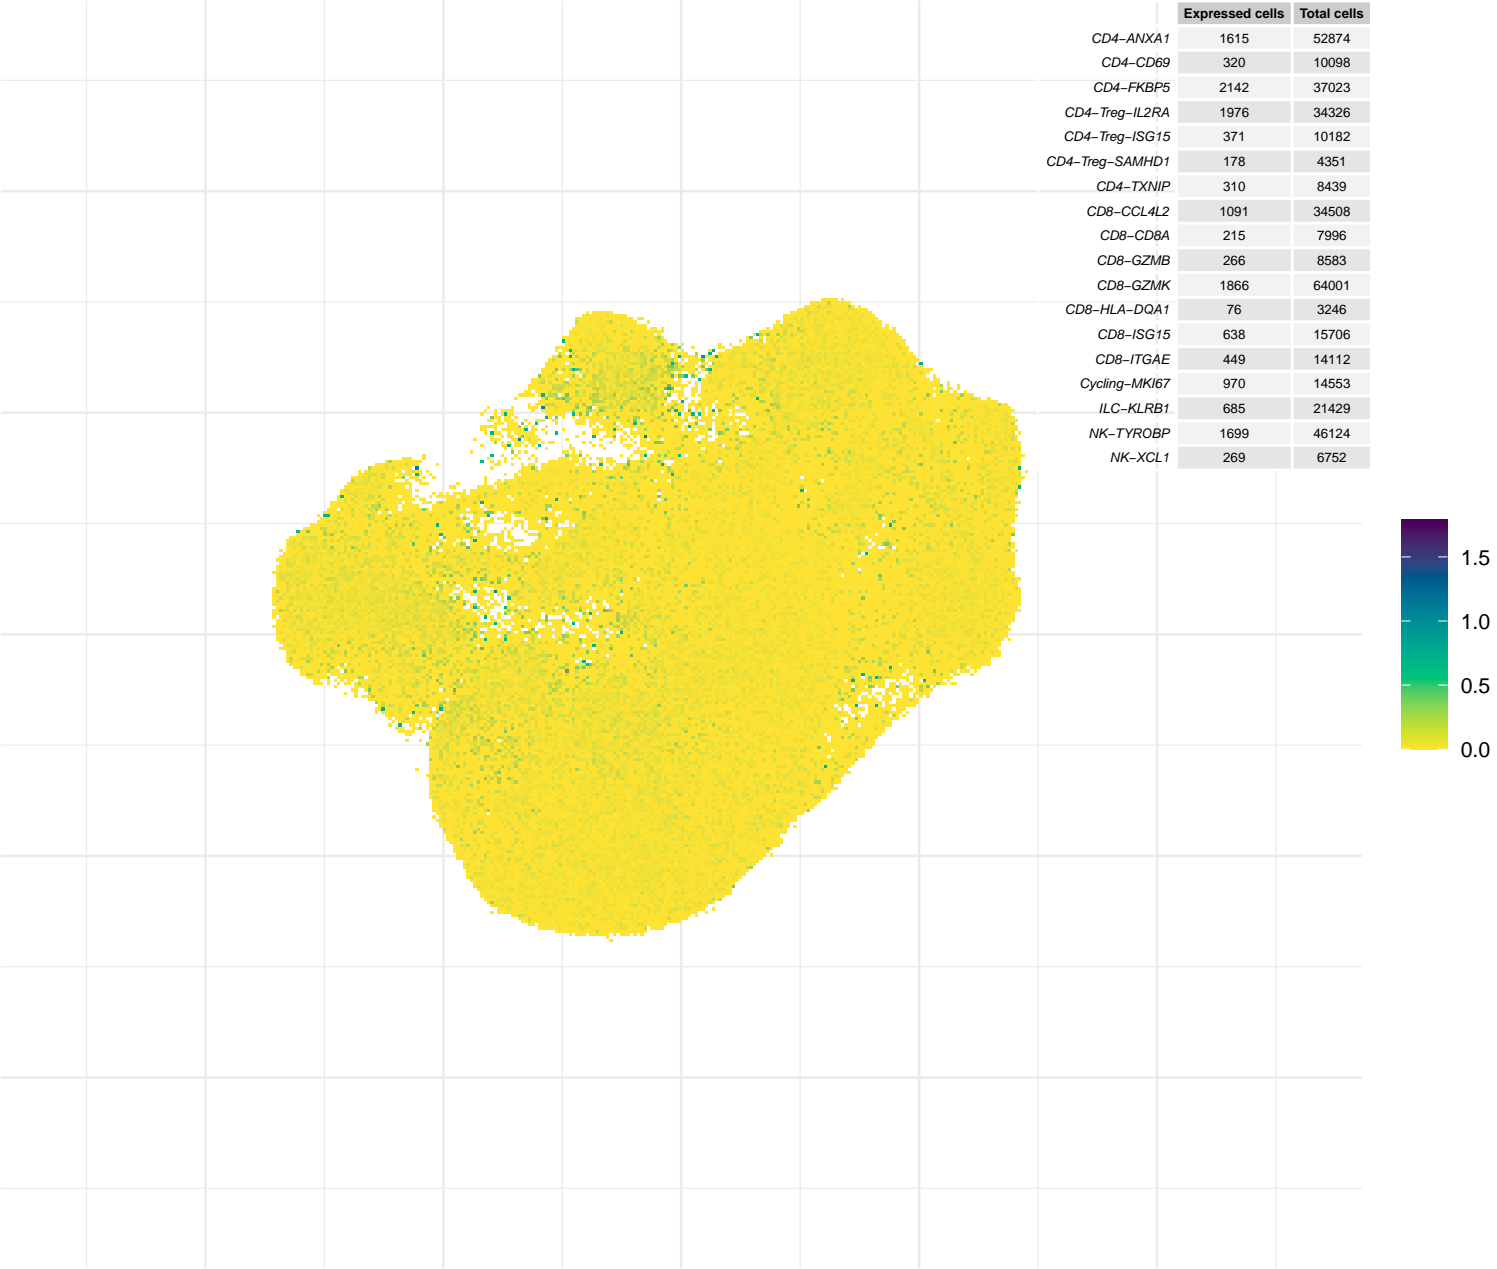 Expressed cells Total cells
CD4−ANXA1 1615 52874
CD4−CD69 320 10098
CD4−FKBP5 2142 37023
CD4−Treg−IL2RA 1976 34326
CD4−Treg−ISG15 371 10182
CD4−Treg−SAMHD1 178 4351
CD4−TXNIP 310 8439
CD8−CCL4L2 1091 34508
CD8−CD8A 215 7996
CD8−GZMB 266 8583
CD8−GZMK 1866 64001
CD8−HLA−DQA1 76 3246
CD8−ISG15 638 15706
CD8−ITGAE 449 14112
Cycling−MKI67 970 14553
ILC−KLRB1 685 21429
NK−TYROBP 1699 46124
NK−XCL1 269 6752
1.5
1.0
0.5
0.0